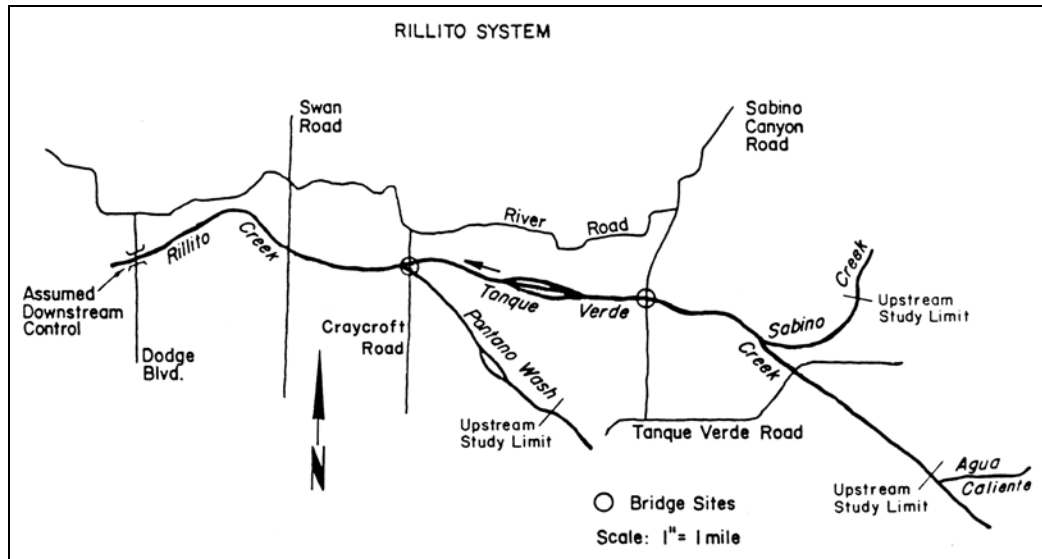 RILLITO SYSTEM
Swan
Road
Sabino
Canyon
Road
River Road
Rillito Creek
Assumed
Downstream
Control
Dodge
Blvd.
Craycroft
Road
Tonque Verde Creek
Pantano Wash
Upstream
Study Limit
Sabino Creek
Upstream
Study Limit
Tanque Verde Road
Upstream
Study Limit
Agua
Caliente
N
Bridge Sites
Scale: 1" = 1 mile